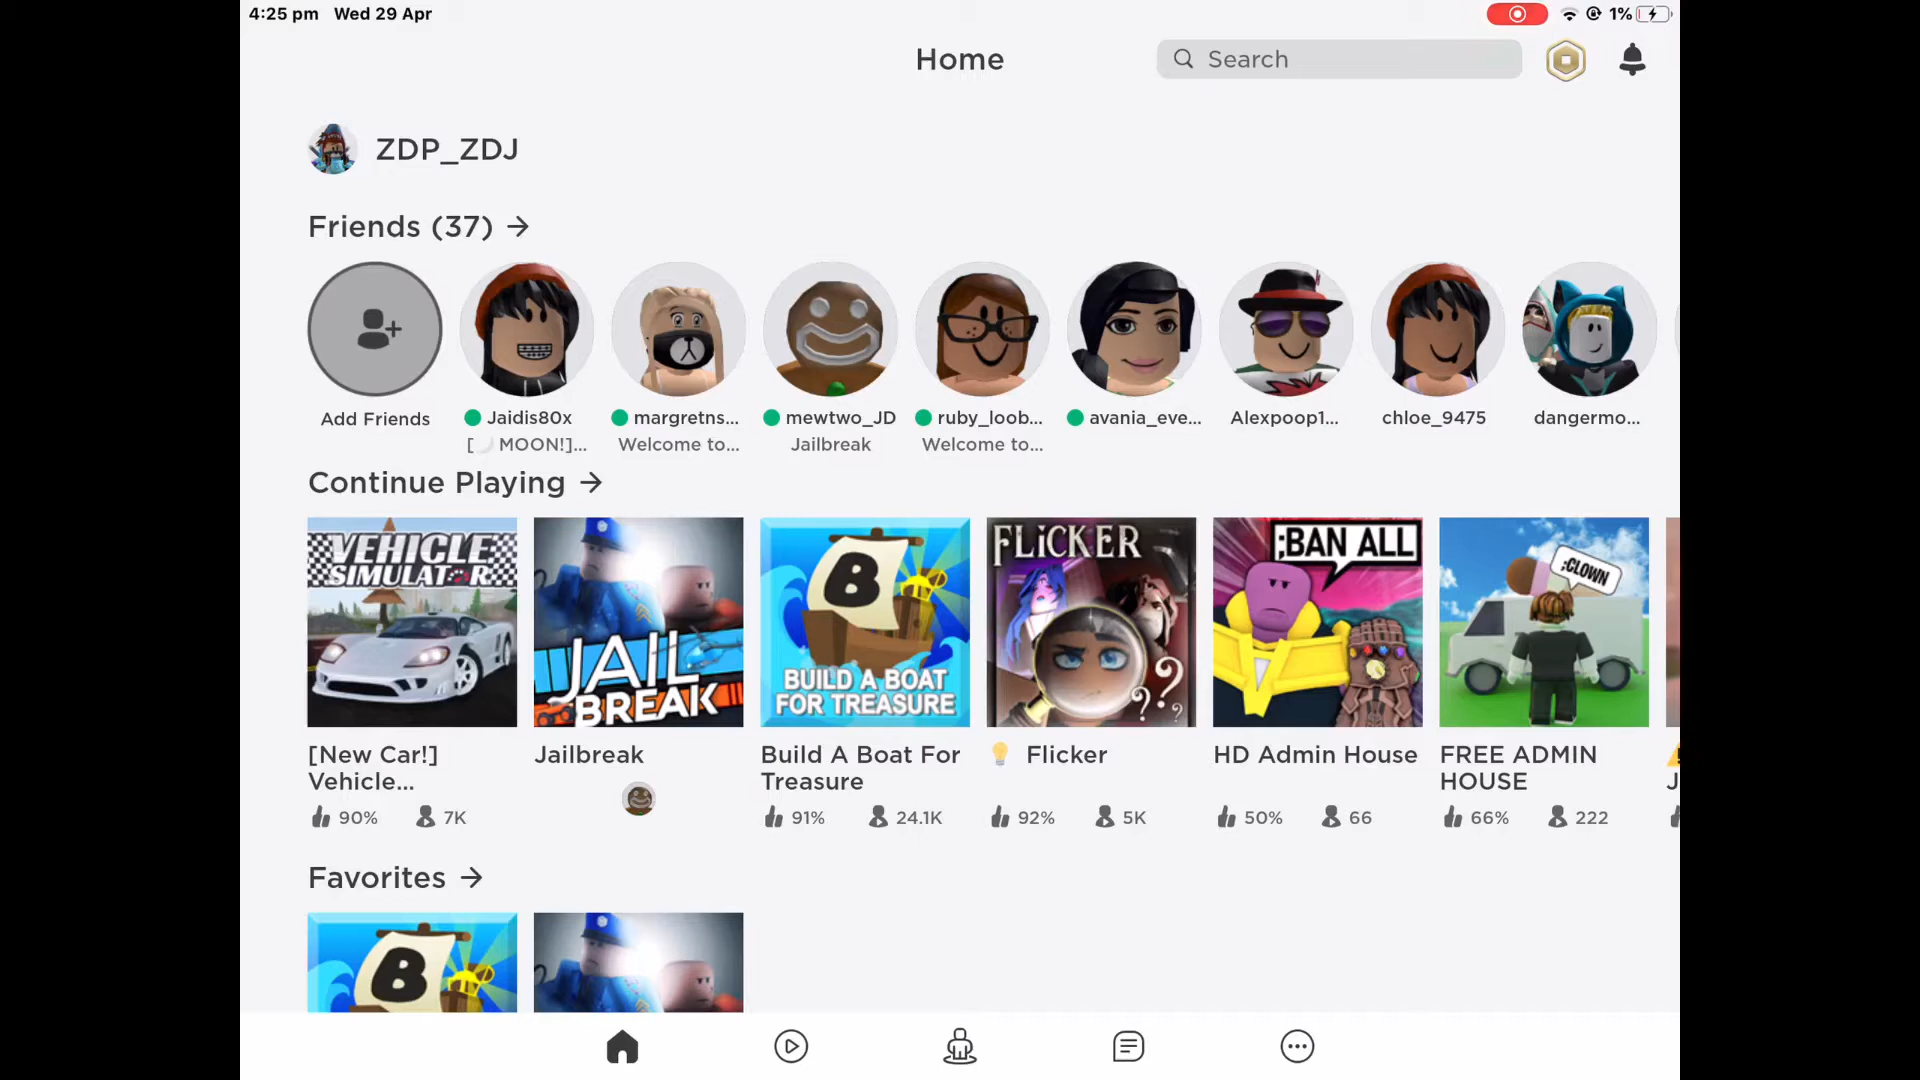 4:25 pm Wed 29 Apr
1%
Home
Search
ZDP_ZDJ
Friends (37) →
Add Friends
Jaidis80x
margretns...
mewtwo_JD
ruby_loob...
avania_eve...
Alexpoop1...
chloe_9475
dangermo...
[🌙 MOON!]...
Welcome to...
Jailbreak
Welcome to...
Continue Playing →
VEHICLE
SIMULATOR
JAIL
BREAK
B
BUILD A BOAT
FOR TREASURE
FLiCKER
? ?
?
;BAN ALL
;CLOWN
[New Car!]
Vehicle...
Jailbreak
Build A Boat For
Treasure
💡 Flicker
HD Admin House
FREE ADMIN
HOUSE
⚠
J
90% 7K
91% 24.1K
92% 5K
50% 66
66% 222
Favorites →
B